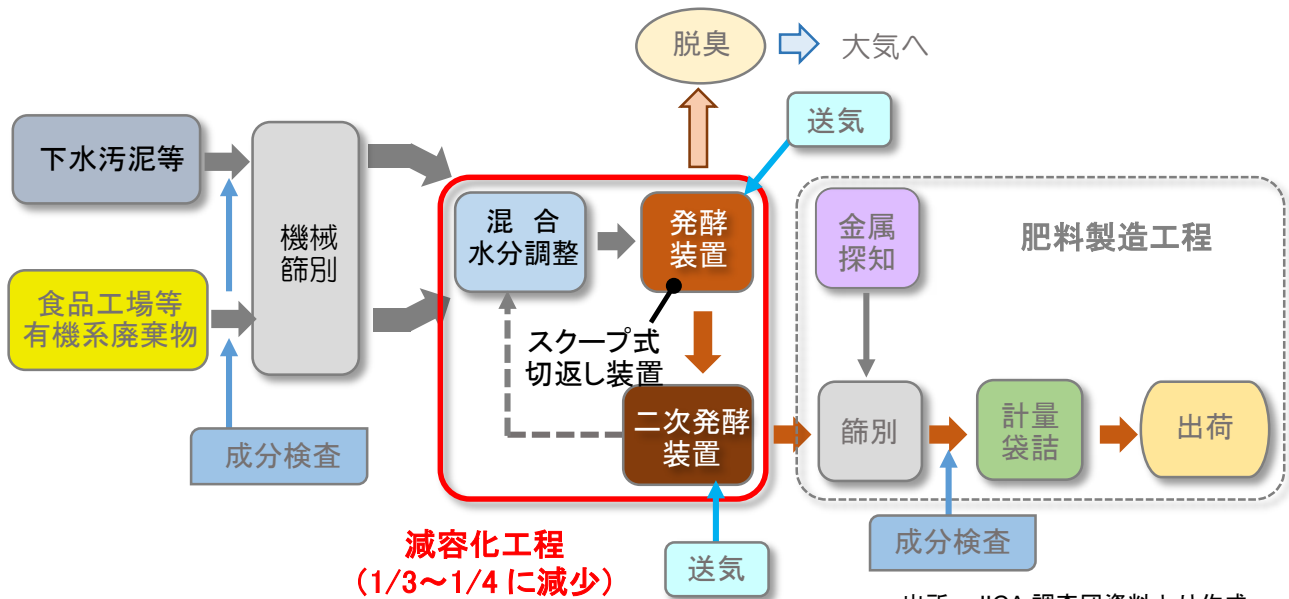 脱臭
大気へ
送気
下水汚泥等
機械
篩別
食品工場等
有機系廃棄物
成分検査
混 合
水分調整
発酵
装置
スクープ式
切返し装置
二次発酵
装置
減容化工程
(1/3～1/4に減少)
送気
金属
探知
肥料製造工程
篩別
計量
袋詰
出荷
成分検査